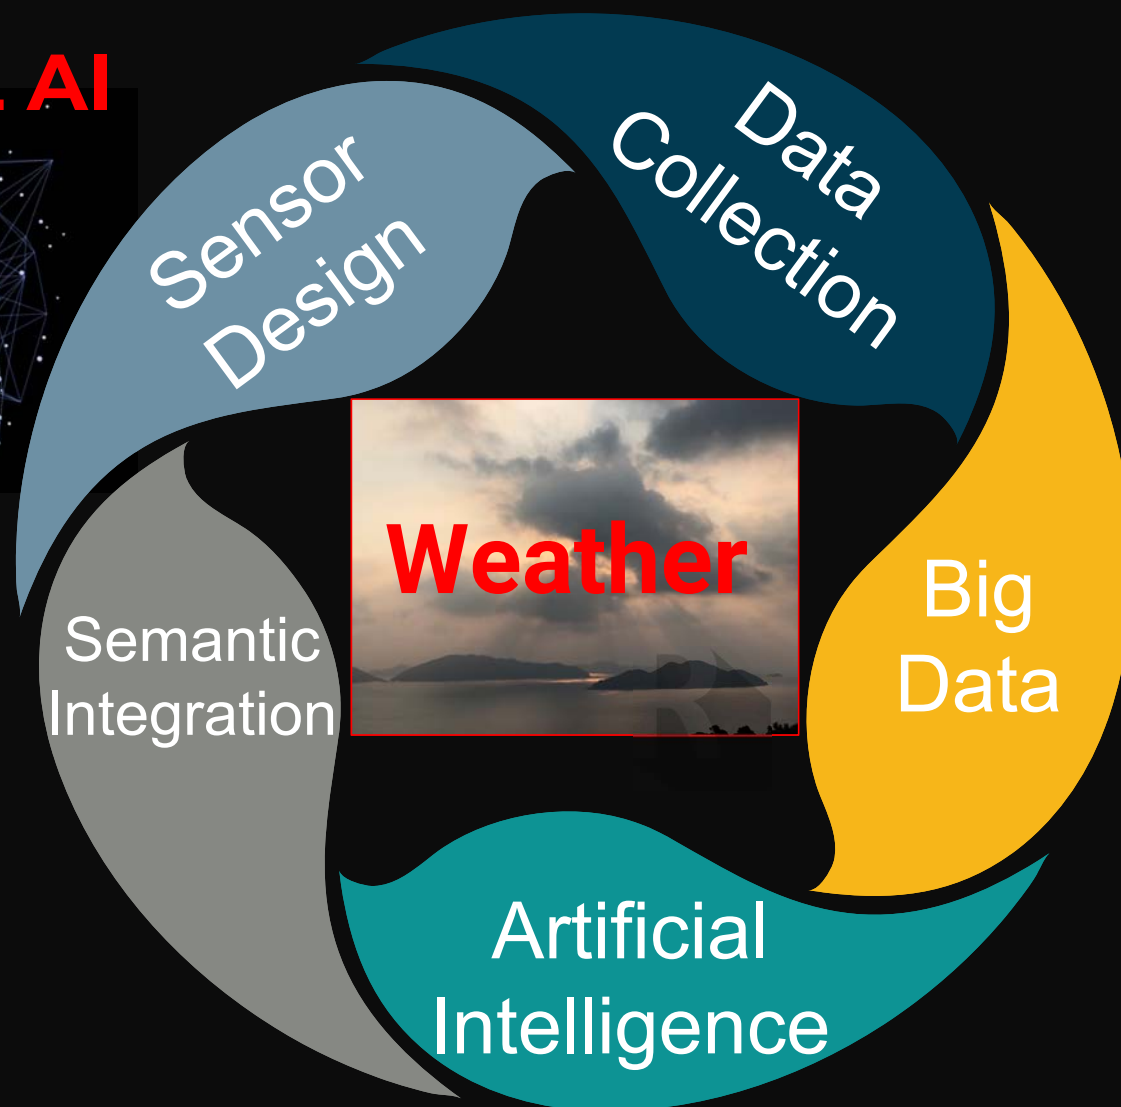 . AI
Sensor
Design
Data
Collection
Weather
Big
Data
Semantic
Integration
Artificial
Intelligence